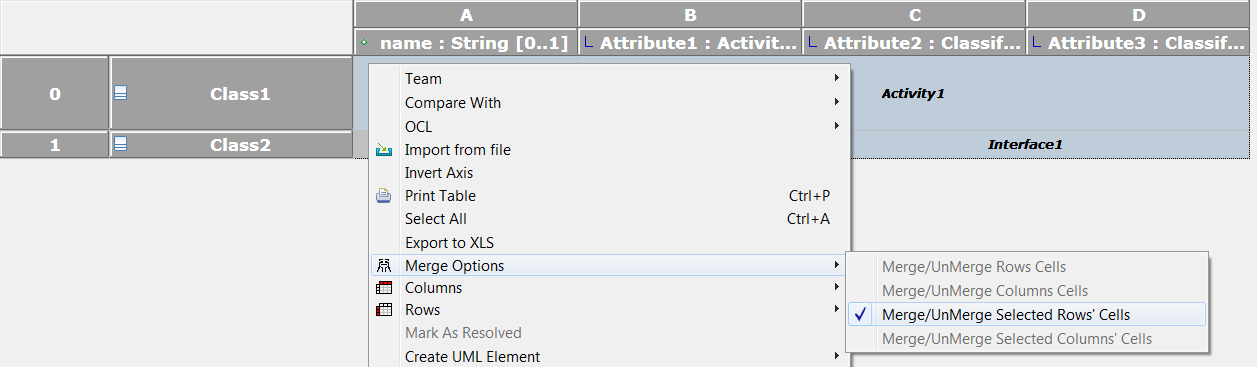 A B C D
name : String [0..1] Attribute1 : Activit... Attribute2 : Classif... Attribute3 : Classif...
0 Class1 Activity1
1 Class2 Interface1
Team
Compare With
OCL
Import from file
Invert Axis
Print Table Ctrl+P
Select All Ctrl+A
Export to XLS
Merge Options
Columns
Rows
Mark As Resolved
Create UML Element
Merge/UnMerge Rows Cells
Merge/UnMerge Columns Cells
Merge/UnMerge Selected Rows' Cells
Merge/UnMerge Selected Columns' Cells